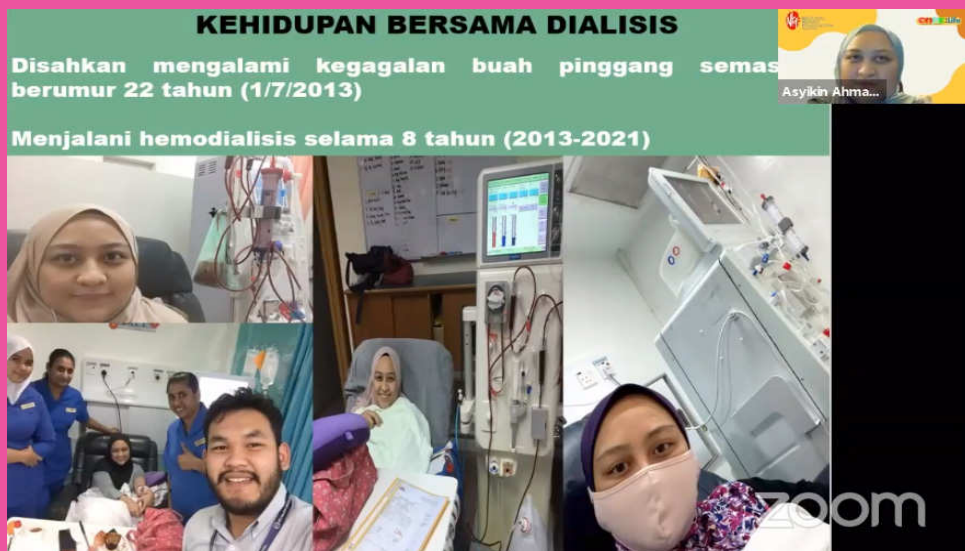 KEHIDUPAN BERSAMA DIALISIS
Disahkan mengalami kegagalan buah pinggang
berumur 22 tahun (1/7/2013)
Menjalani hemodialisis selama 8 tahun (2013-2021)
Asyikin Ahma...
zoom